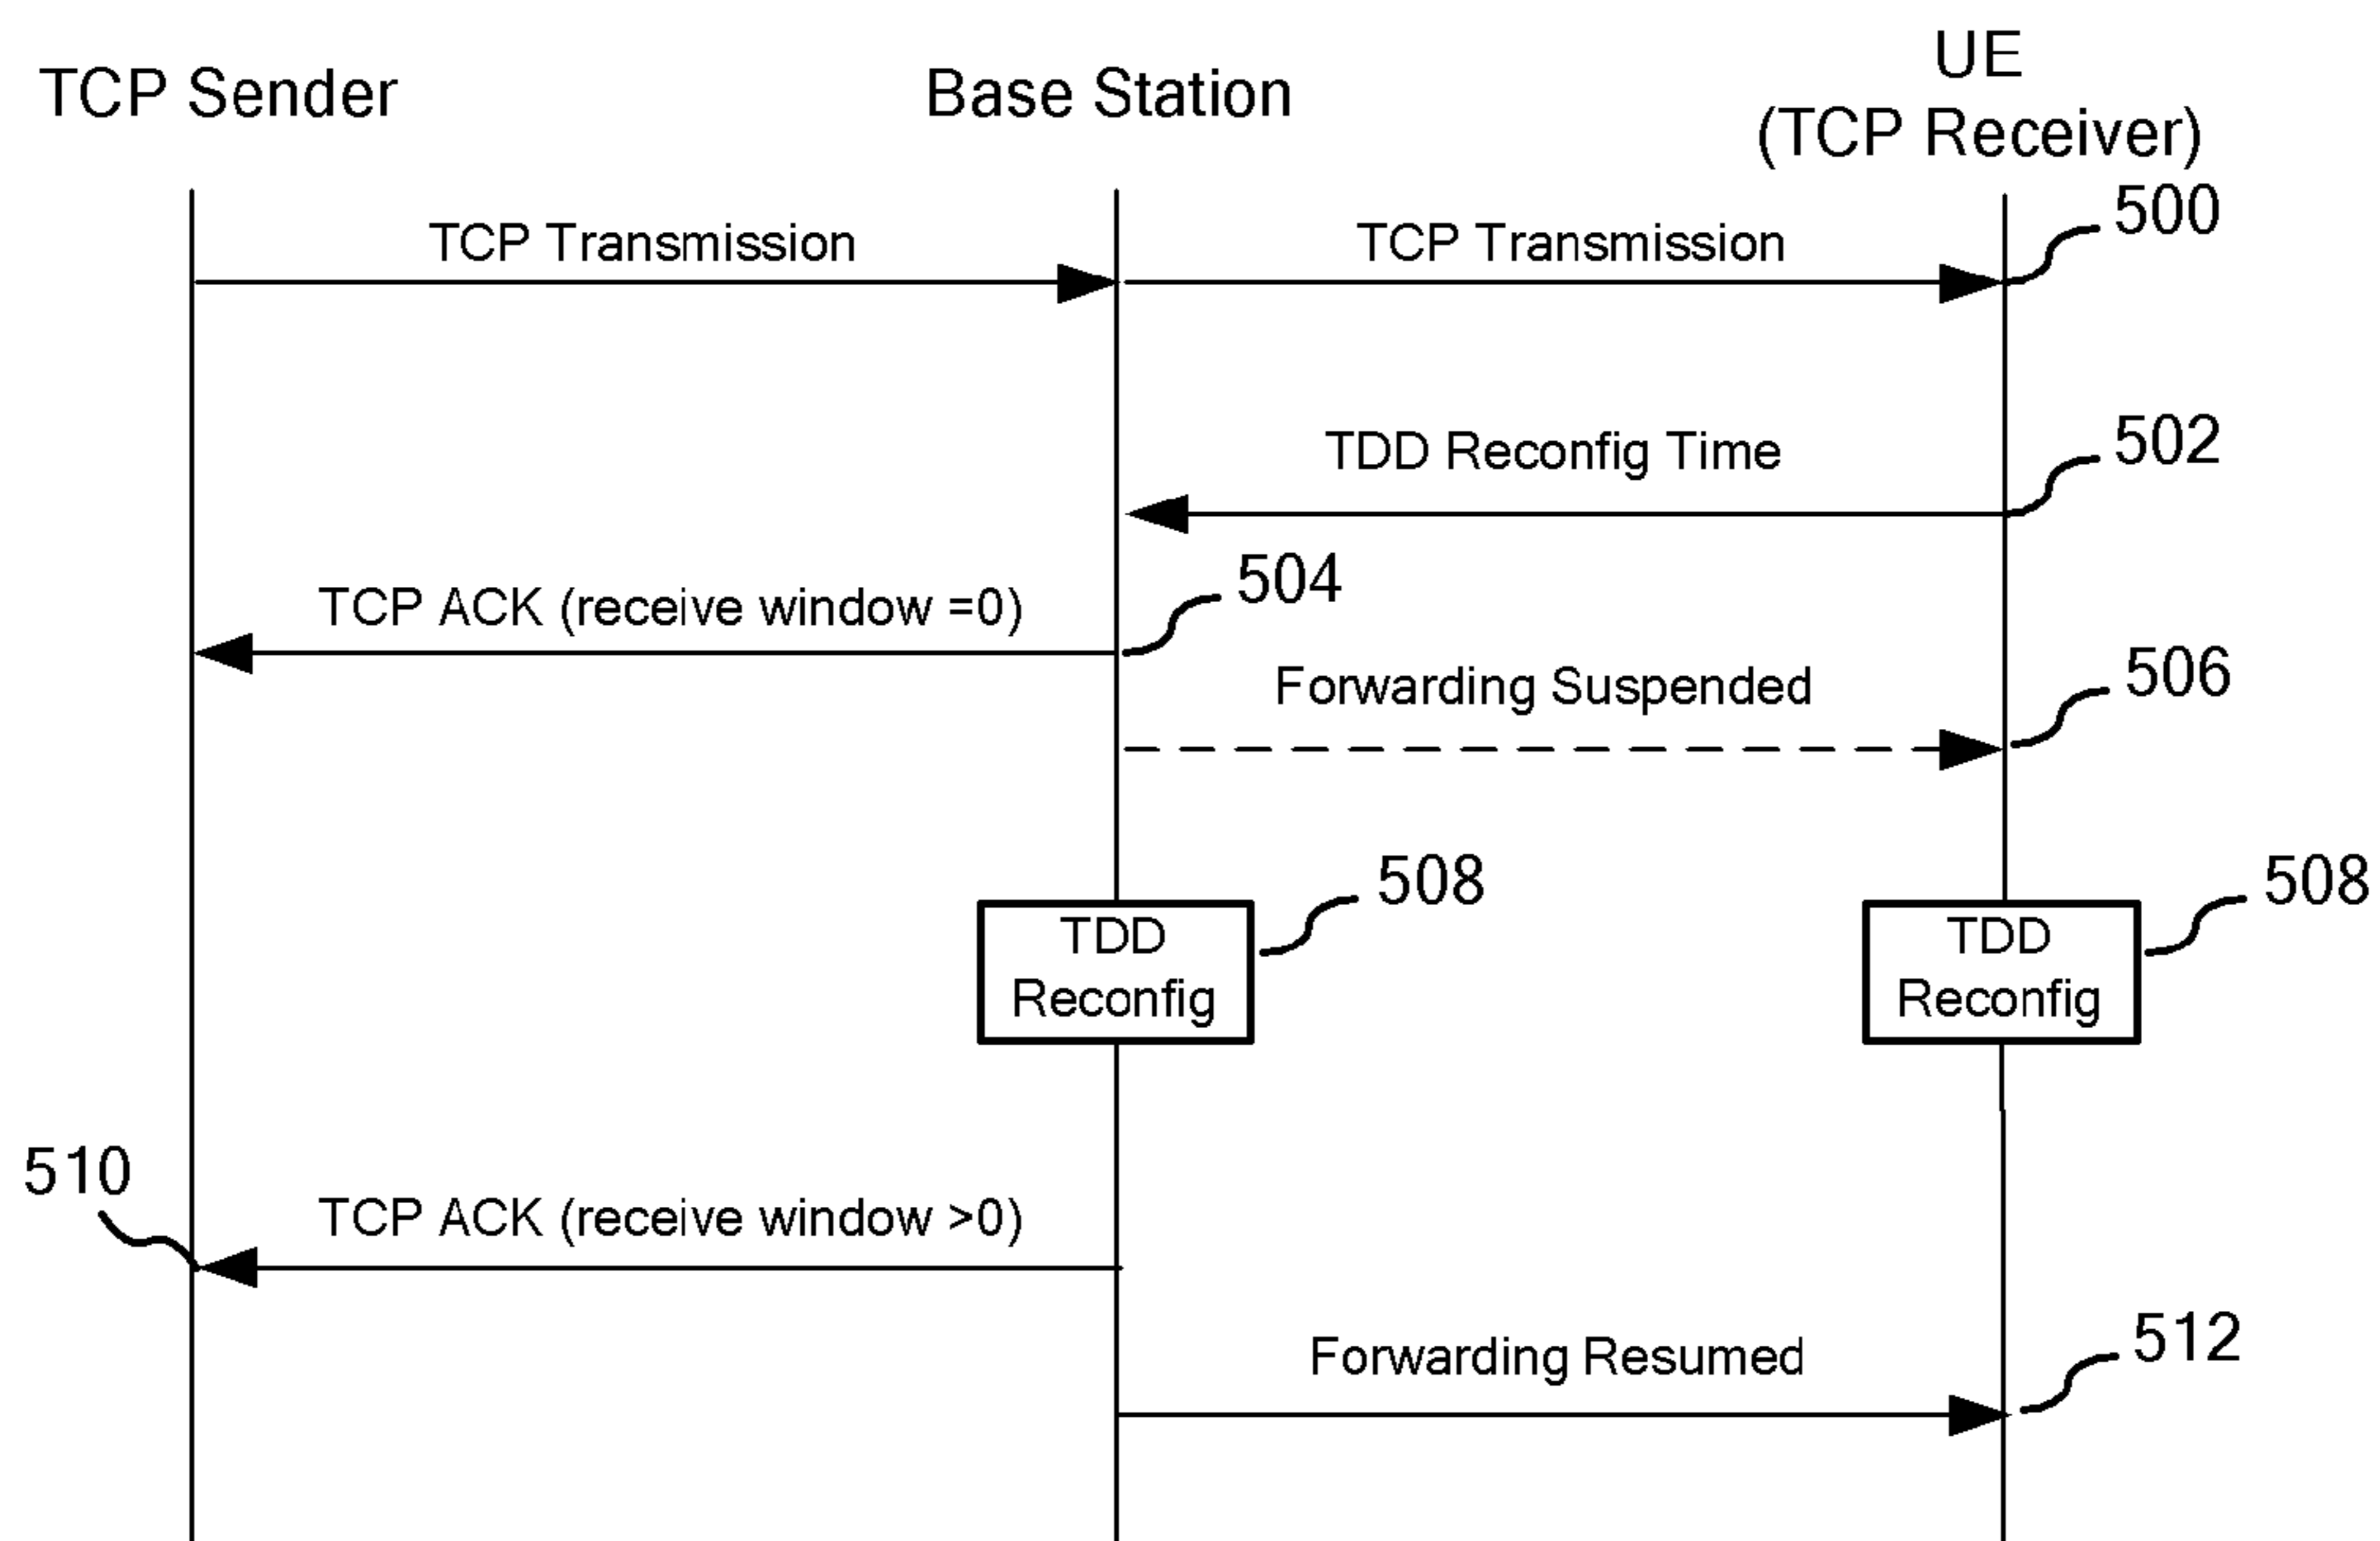 TCP Sender
Base Station
UE
(TCP Receiver)
TCP Transmission
TCP Transmission
500
TDD Reconfig Time
502
TCP ACK (receive window =0)
504
Forwarding Suspended
506
TDD
Reconfig
508
TDD
Reconfig
508
510
TCP ACK (receive window >0)
Forwarding Resumed
512